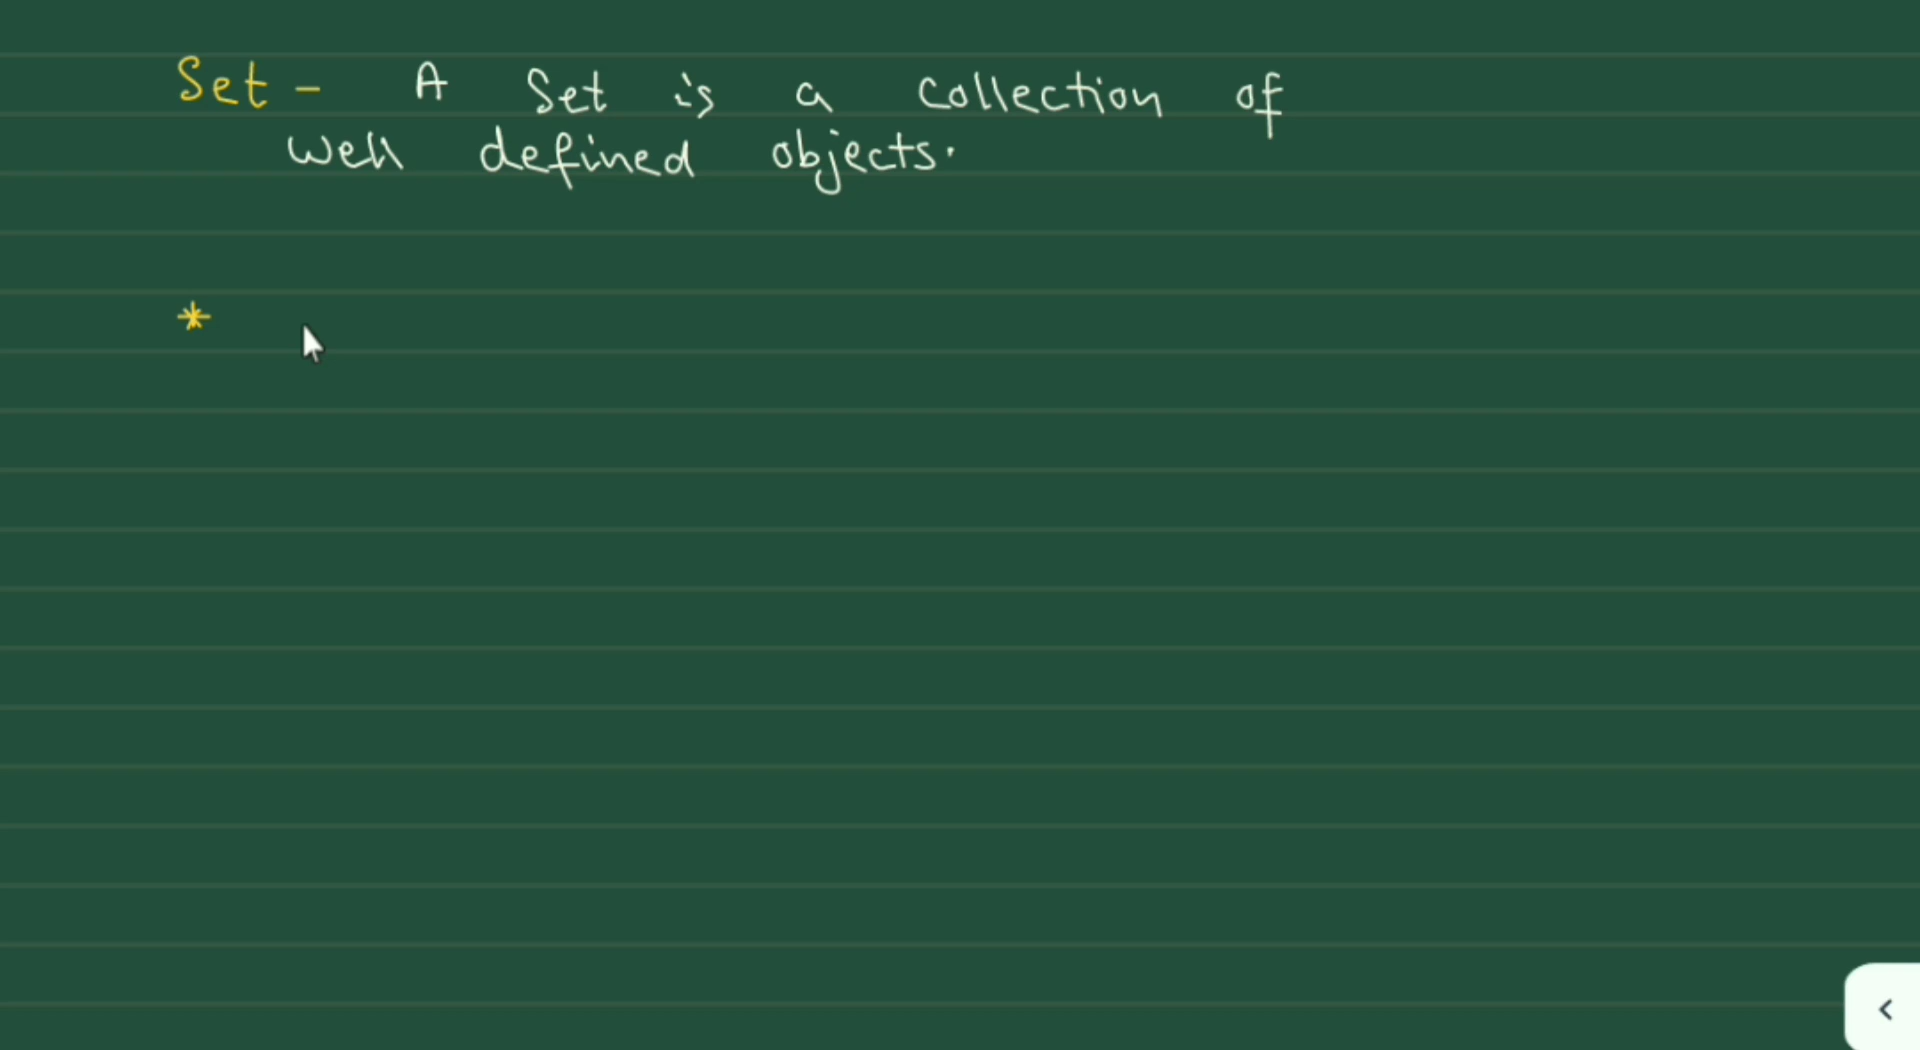 Set - A Set is a collection of
well defined objects.
*